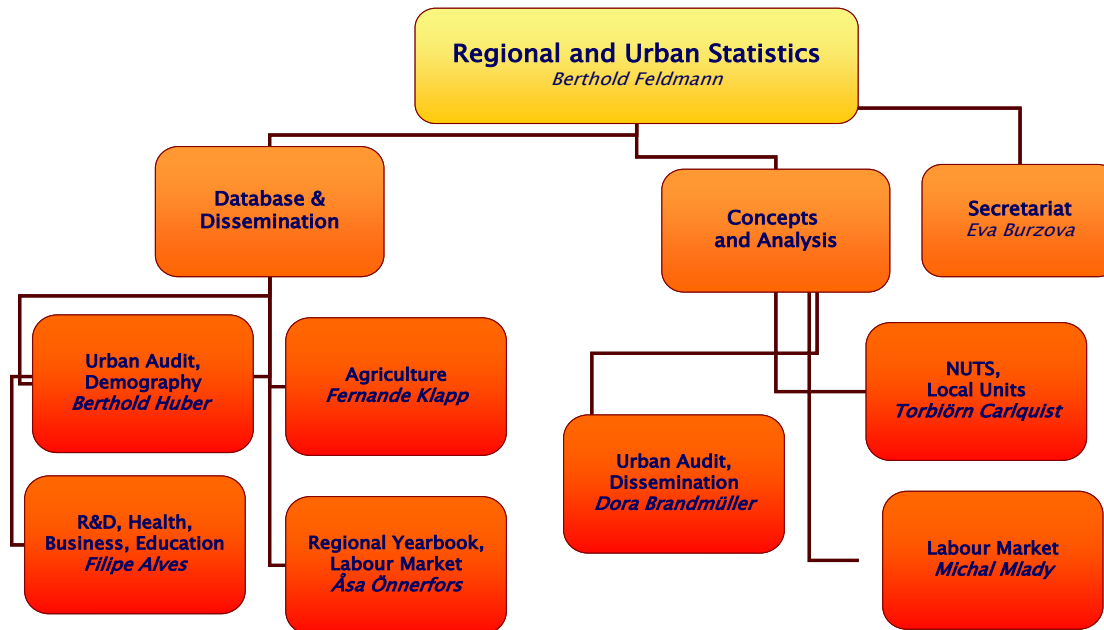 Regional and Urban Statistics
Berthold Feldmann
Database &
Dissemination
Concepts
and Analysis
Secretariat
Eva Burzova
Urban Audit,
Demography
Berthold Huber
Agriculture
Fernande Klapp
NUTS,
Local Units
Torbiörn Carlquist
Urban Audit,
Dissemination
Dora Brandmüller
R&D, Health,
Business, Education
Filipe Alves
Regional Yearbook,
Labour Market
Åsa Önnerfors
Labour Market
Michal Mlady